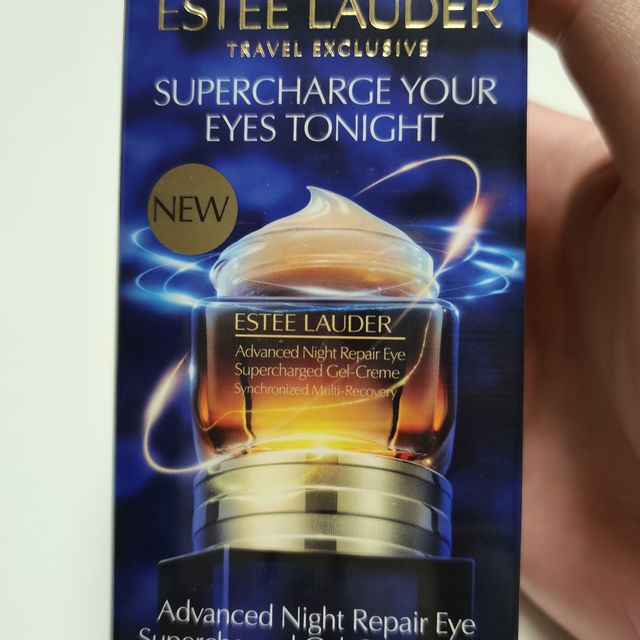 ESTEE LAUDER
TRAVEL EXCLUSIVE
SUPERCHARGE YOUR
EYES TONIGHT
NEW
ESTEE LAUDER
Advanced Night Repair Eye
Supercharged Gel-Creme
Synchronized Multi-Recovery
Advanced Night Repair Eye